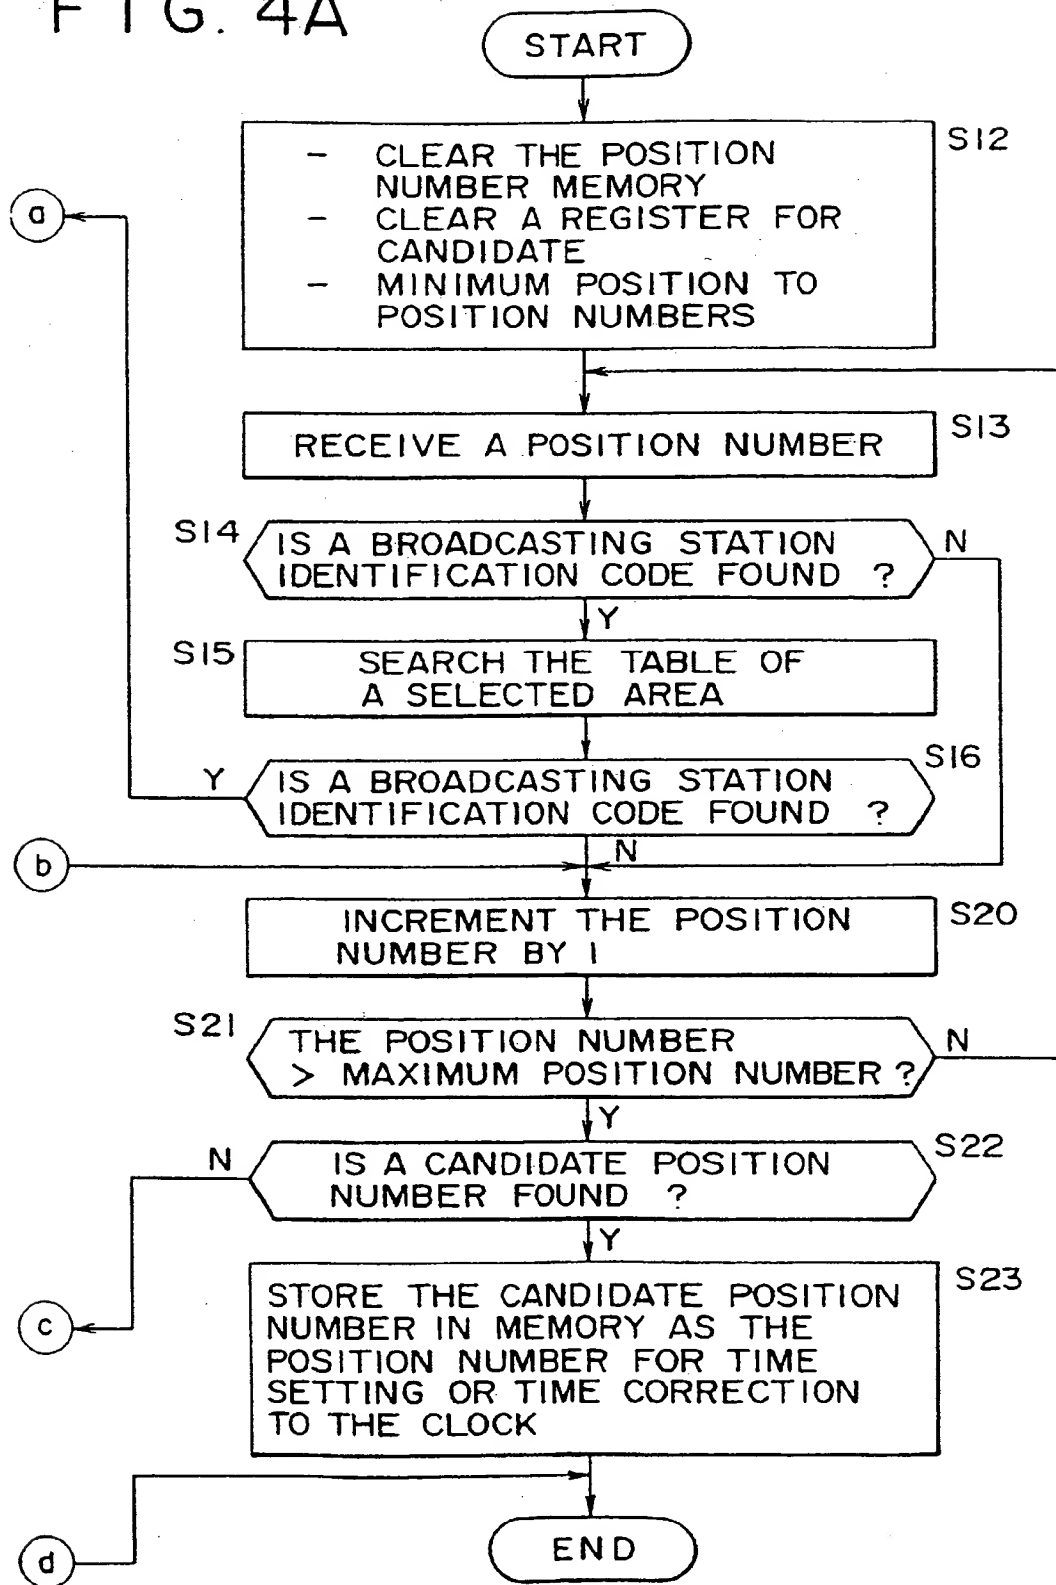 FIG. 4A
START
S12
- CLEAR THE POSITION
NUMBER MEMORY
- CLEAR A REGISTER FOR
CANDIDATE
- MINIMUM POSITION TO
POSITION NUMBERS
a
S13
RECEIVE A POSITION NUMBER
S14
IS A BROADCASTING STATION
IDENTIFICATION CODE FOUND ?
N
Y
S15
SEARCH THE TABLE OF
A SELECTED AREA
S16
Y
IS A BROADCASTING STATION
IDENTIFICATION CODE FOUND ?
N
b
S20
INCREMENT THE POSITION
NUMBER BY 1
S21
THE POSITION NUMBER
> MAXIMUM POSITION NUMBER ?
N
Y
S22
N
IS A CANDIDATE POSITION
NUMBER FOUND ?
Y
S23
STORE THE CANDIDATE POSITION
NUMBER IN MEMORY AS THE
POSITION NUMBER FOR TIME
SETTING OR TIME CORRECTION
TO THE CLOCK
c
d
END